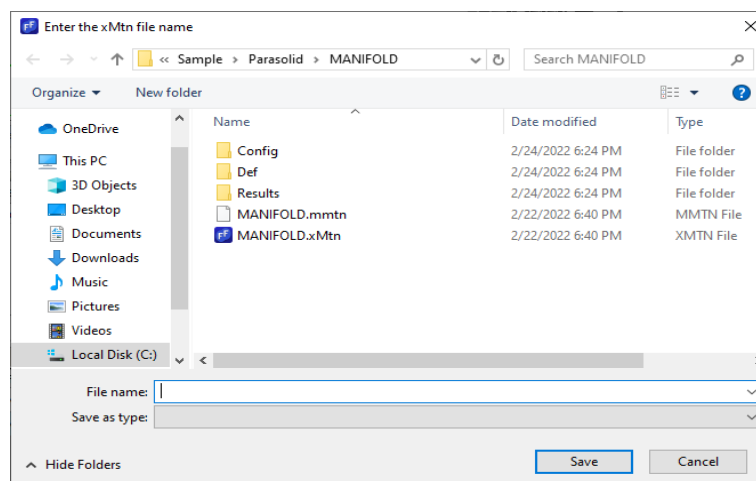 Enter the xMtn file name
« Sample > Parasolid > MANIFOLD
Search MANIFOLD
Organize
New folder
OneDrive
This PC
3D Objects
Desktop
Documents
Downloads
Music
Pictures
Videos
Local Disk (C:)
Name Date modified Type
Config 2/24/2022 6:24 PM File folder
Def 2/24/2022 6:24 PM File folder
Results 2/24/2022 6:24 PM File folder
MANIFOLD.mmtn 2/22/2022 6:40 PM MMTN File
MANIFOLD.xMtn 2/22/2022 6:40 PM XMTN File
File name:
Save as type:
Hide Folders
Save
Cancel